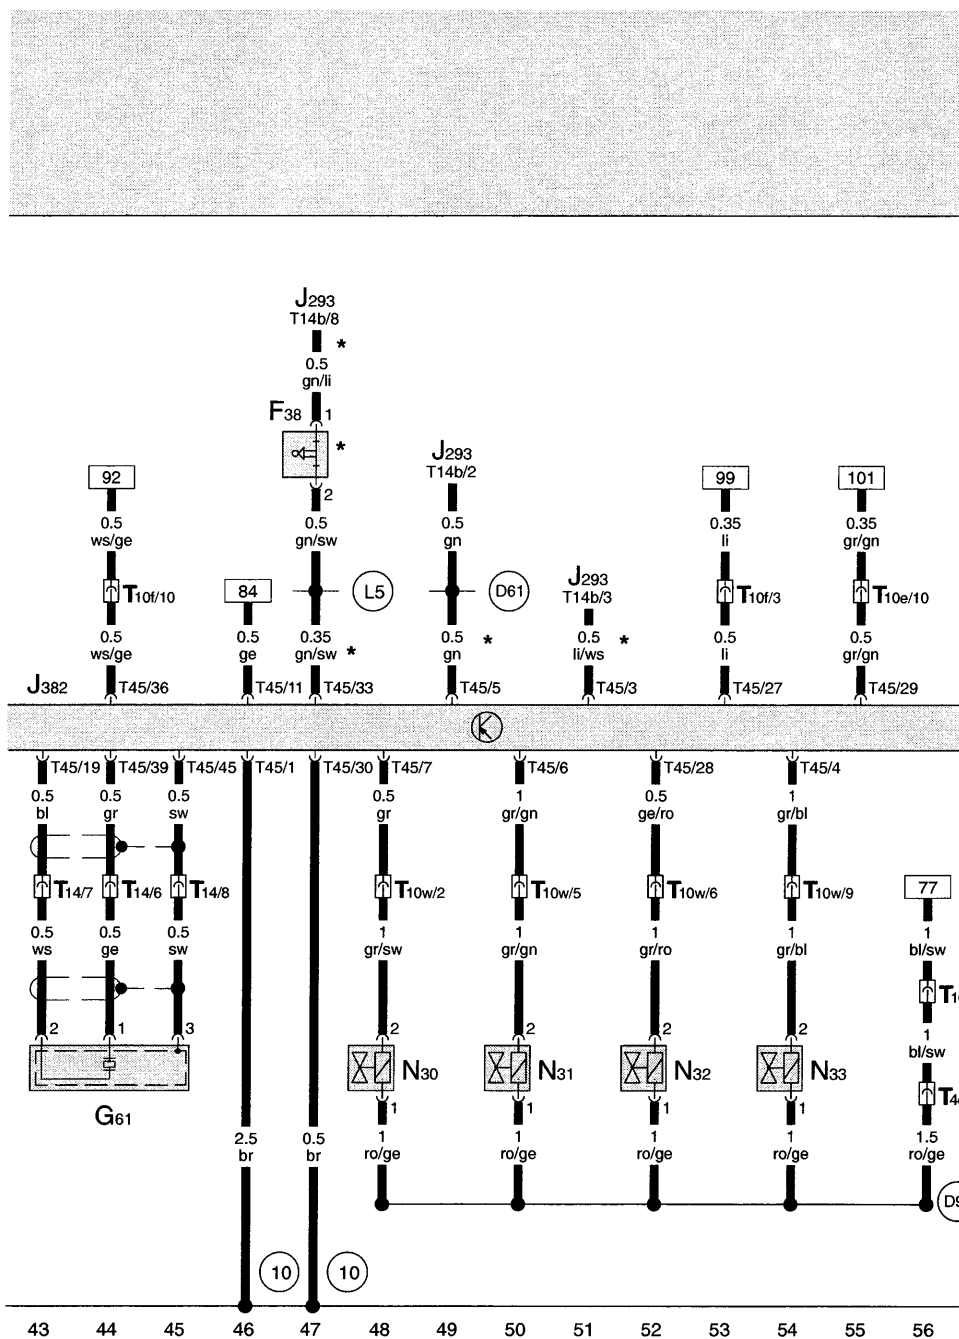 J293
T14b/8
*
0.5
gn/li
F38
1
*
J293
T14b/2
92
2
99
101
0.5
ws/ge
0.5
gn/sw
0.5
gn
0.35
li
0.35
gr/gn
T10f/10
84
L5
D61
J293
T14b/3
T10f/3
T10e/10
0.5
ws/ge
0.5
ge
0.35
gn/sw *
0.5
gn
*
0.5
li/ws
*
0.5
li
0.5
gr/gn
J382
T45/36
T45/11
T45/33
T45/5
T45/3
T45/27
T45/29
T45/19
T45/39
T45/45
T45/1
T45/30
T45/7
T45/6
T45/28
T45/4
0.5
bl
0.5
gr
0.5
sw
0.5
gr
1
gr/gn
0.5
ge/ro
1
gr/bl
T14/7
T14/6
T14/8
T10w/2
T10w/5
T10w/6
T10w/9
77
0.5
ws
0.5
ge
0.5
sw
1
gr/sw
1
gr/gn
1
gr/ro
1
gr/bl
1
bl/sw
2
1
3
2
2
2
2
1
bl/sw
N30
N31
N32
N33
G61
1
1
1
1
2.5
br
0.5
br
1
ro/ge
1
ro/ge
1
ro/ge
1
ro/ge
1.5
ro/ge
10
10
43 44 45 46 47 48 49 50 51 52 53 54 55 56